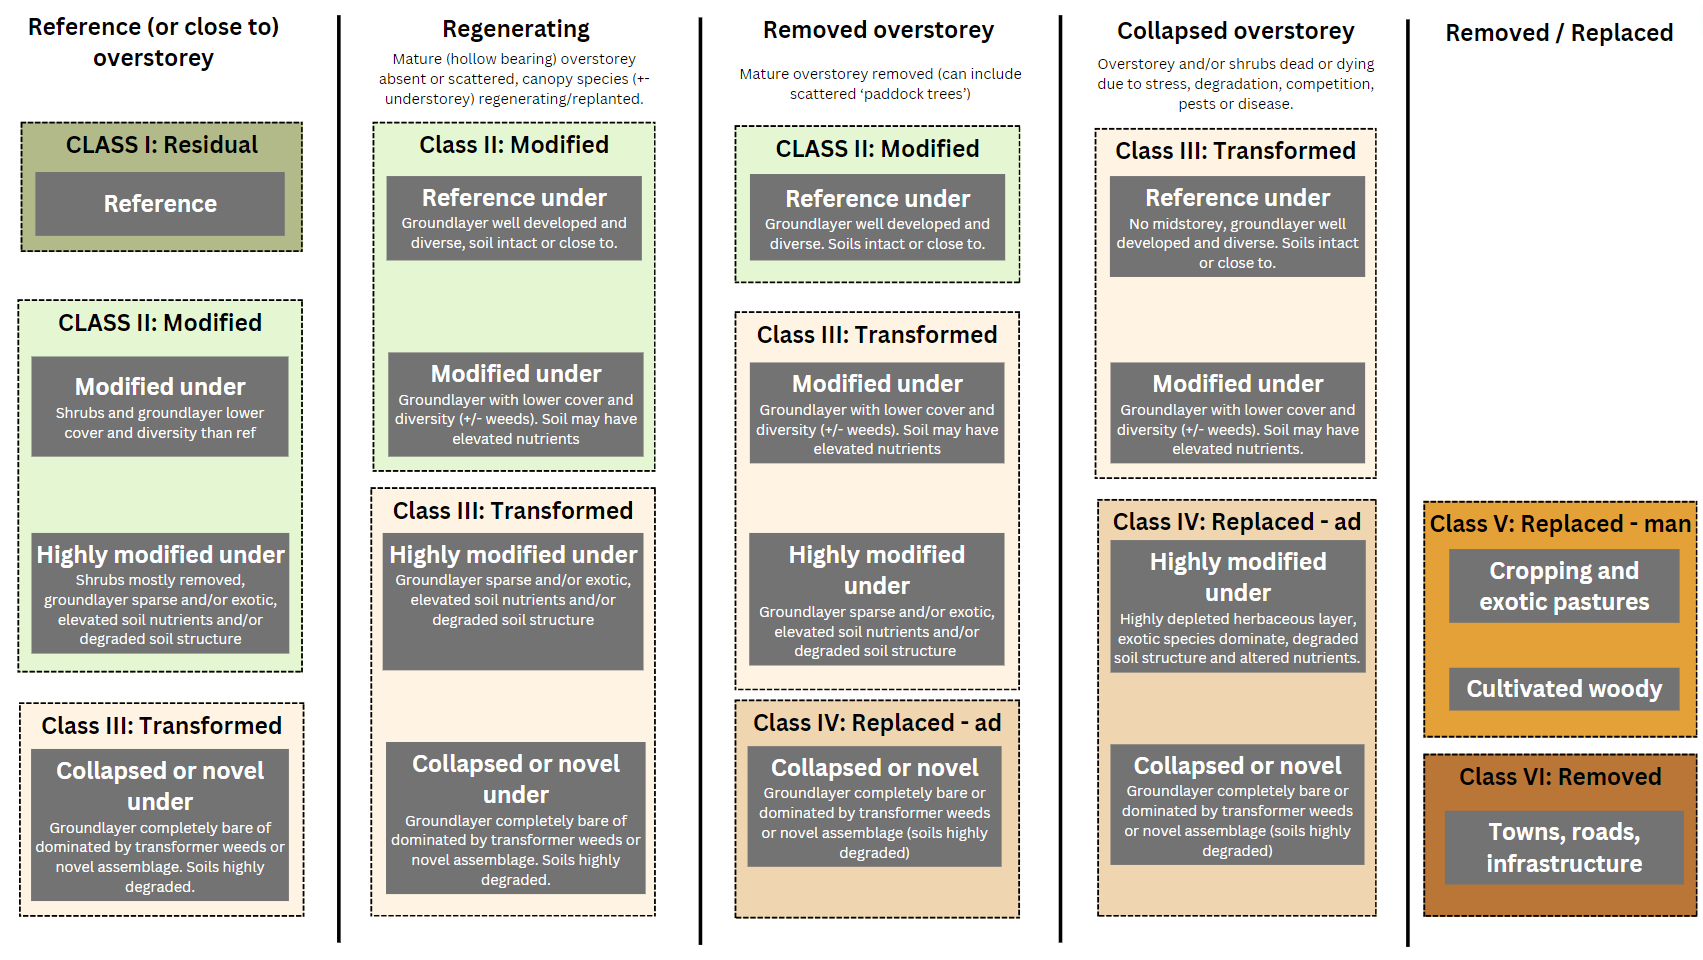 Reference (or close to)
overstorey
CLASS I: Residual
Reference
CLASS II: Modified
Modified under
Shrubs and groundlayer lower
cover and diversity than ref
Highly modified under
Shrubs mostly removed,
groundlayer sparse and/or exotic,
elevated soil nutrients and/or
degraded soil structure
Class III: Transformed
Collapsed or novel
under
Groundlayer completely bare of
dominated by transformer weeds or
novel assemblage. Soils highly
degraded.
Regenerating
Mature (hollow bearing) overstorey
absent or scattered, canopy species (+-
understorey) regenerating/replanted.
Class II: Modified
Reference under
Groundlayer well developed and
diverse, soil intact or close to.
Modified under
Groundlayer with lower cover and
diversity (+/- weeds). Soil may have
elevated nutrients
Class III: Transformed
Highly modified under
Groundlayer sparse and/or exotic,
elevated soil nutrients and/or
degraded soil structure
Collapsed or novel
under
Groundlayer completely bare of
dominated by transformer weeds or
novel assemblage. Soils highly
degraded.
Removed overstorey
Mature overstorey removed (can include
scattered ‘paddock trees’)
CLASS II: Modified
Reference under
Groundlayer well developed and
diverse. Soils intact or close to.
Class III: Transformed
Modified under
Groundlayer with lower cover and
diversity (+/- weeds). Soil may have
elevated nutrients
Highly modified
under
Groundlayer sparse and/or exotic,
elevated soil nutrients and/or
degraded soil structure
Class IV: Replaced - ad
Collapsed or novel
Groundlayer completely bare or
dominated by transformer weeds
or novel assemblage (soils highly
degraded)
Collapsed overstorey
Overstorey and/or shrubs dead or dying
due to stress, degradation, competition,
pests or disease.
Class III: Transformed
Reference under
No midstorey, groundlayer well
developed and diverse. Soils intact
or close to.
Modified under
Groundlayer with lower cover and
diversity (+/- weeds). Soil may have
elevated nutrients.
Class IV: Replaced - ad
Highly modified
under
Highly depleted herbaceous layer,
exotic species dominate, degraded
soil structure and altered nutrients.
Collapsed or novel
Groundlayer completely bare or
dominated by transformer weeds
or novel assemblage (soils highly
degraded)
Removed / Replaced
Class V: Replaced - man
Cropping and
exotic pastures
Cultivated woody
Class VI: Removed
Towns, roads,
infrastructure